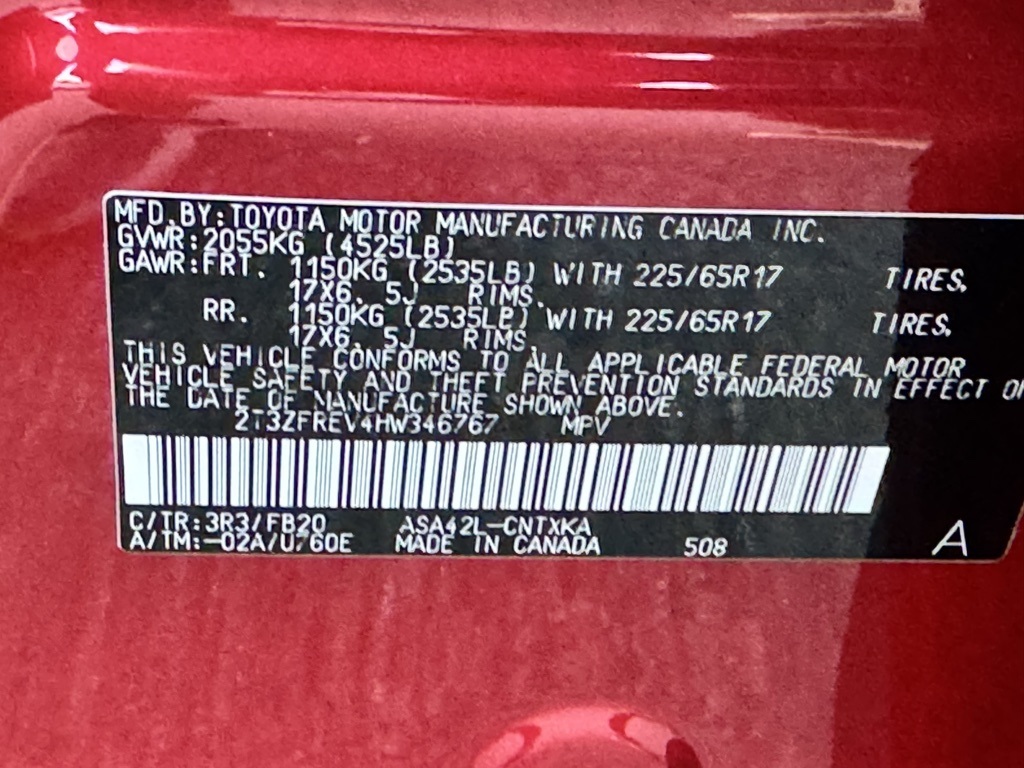 MFD.BY:TOYOTA MOTOR MANUFACTURING CANADA INC.
GVWR:2055KG (4525LB)
GAWR:FRT. 1150KG (2535LB) WITH 225/65R17 TIRES,
17X6.5J RIMS,
RR. 1150KG (2535LB) WITH 225/65R17 TIRES,
17X6.5J RIMS.
THIS VEHICLE CONFORMS TO ALL APPLICABLE FEDERAL MOTOR
VEHICLE SAFETY AND THEFT PREVENTION STANDARDS IN EFFECT ON
THE DATE OF MANUFACTURE SHOWN ABOVE.
2T3ZFREV4HW346767 MPV
C/TR:3R3/FB20 ASA42L-CNTXKA
A/TM:-02A/U760E MADE IN CANADA 508 A